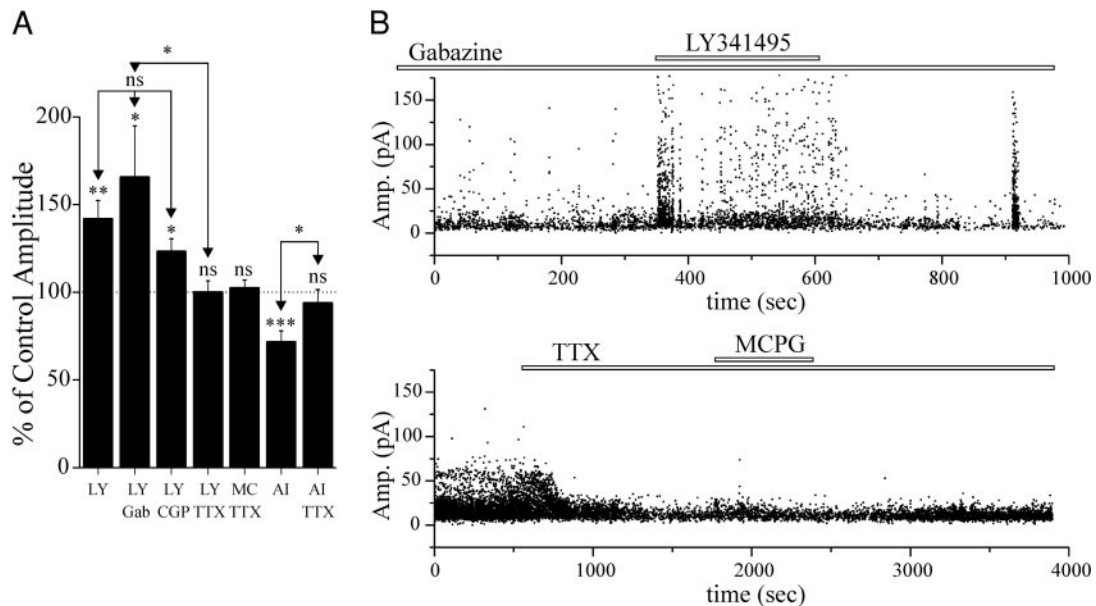 A
% of Control Amplitude
200
150
100
50
0
*
ns
*
**
*
ns
ns
***
*
ns
LY LY LY LY MC AI AI
Gab CGP TTX TTX TTX
B
Gabazine LY341495
Amp. (pA)
150
100
50
0
0 200 400 600 800 1000
time (sec)
TTX MCPG
Amp. (pA)
150
100
50
0
0 1000 2000 3000 4000
time (sec)